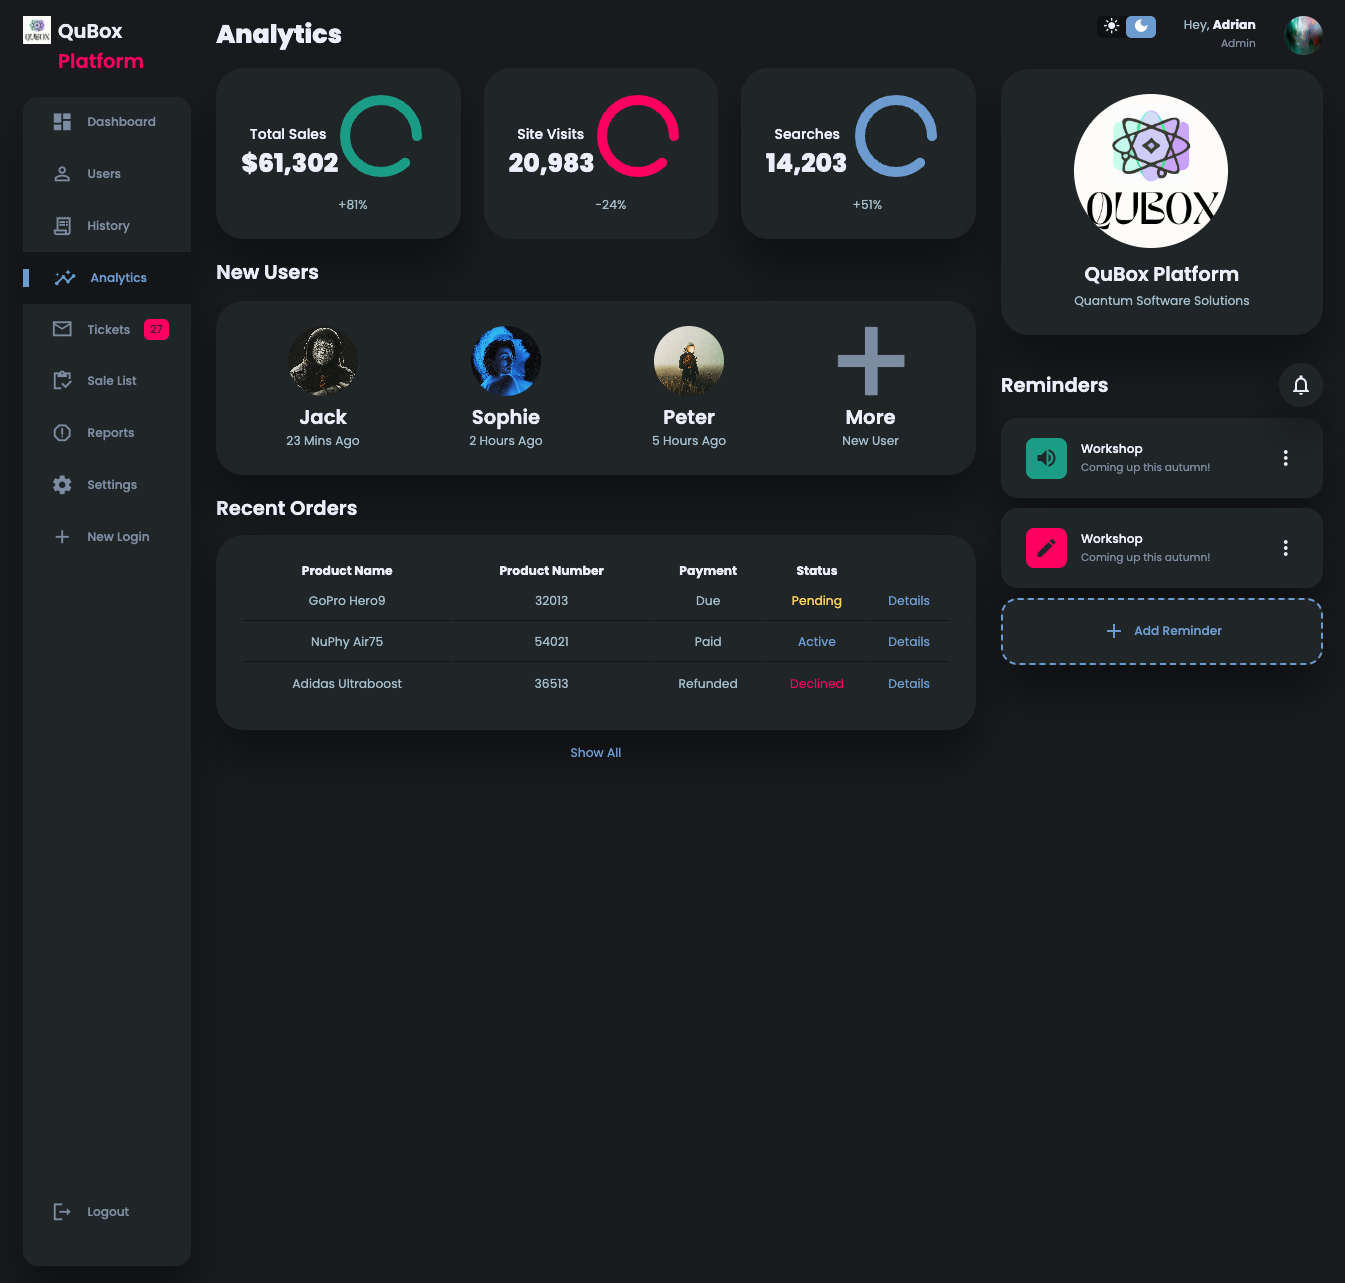 QUBOX
QuBox
Platform
Dashboard
Users
History
Analytics
Tickets 27
Sale List
Reports
Settings
New Login
Logout
Analytics
Total Sales
$61,302
+81%
Site Visits
20,983
-24%
Searches
14,203
+51%
New Users
Jack
23 Mins Ago
Sophie
2 Hours Ago
Peter
5 Hours Ago
More
New User
Recent Orders
Product Name Product Number Payment Status
GoPro Hero9 32013 Due Pending Details
NuPhy Air75 54021 Paid Active Details
Adidas Ultraboost 36513 Refunded Declined Details
Show All
Hey, Adrian
Admin
QUBOX
QuBox Platform
Quantum Software Solutions
Reminders
Workshop
Coming up this autumn!
Workshop
Coming up this autumn!
Add Reminder